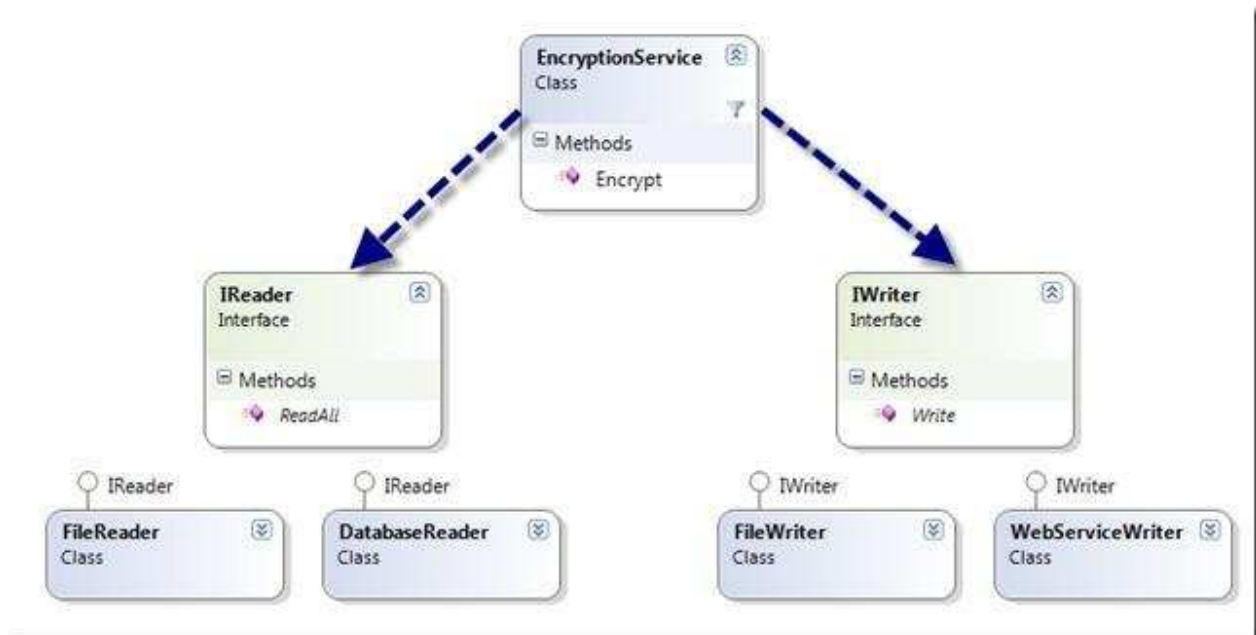 EncryptionService
Class
Methods
Encrypt
IReader
Interface
Methods
ReadAll
IWriter
Interface
Methods
Write
IReader
FileReader
Class
IReader
DatabaseReader
Class
IWriter
FileWriter
Class
IWriter
WebServiceWriter
Class